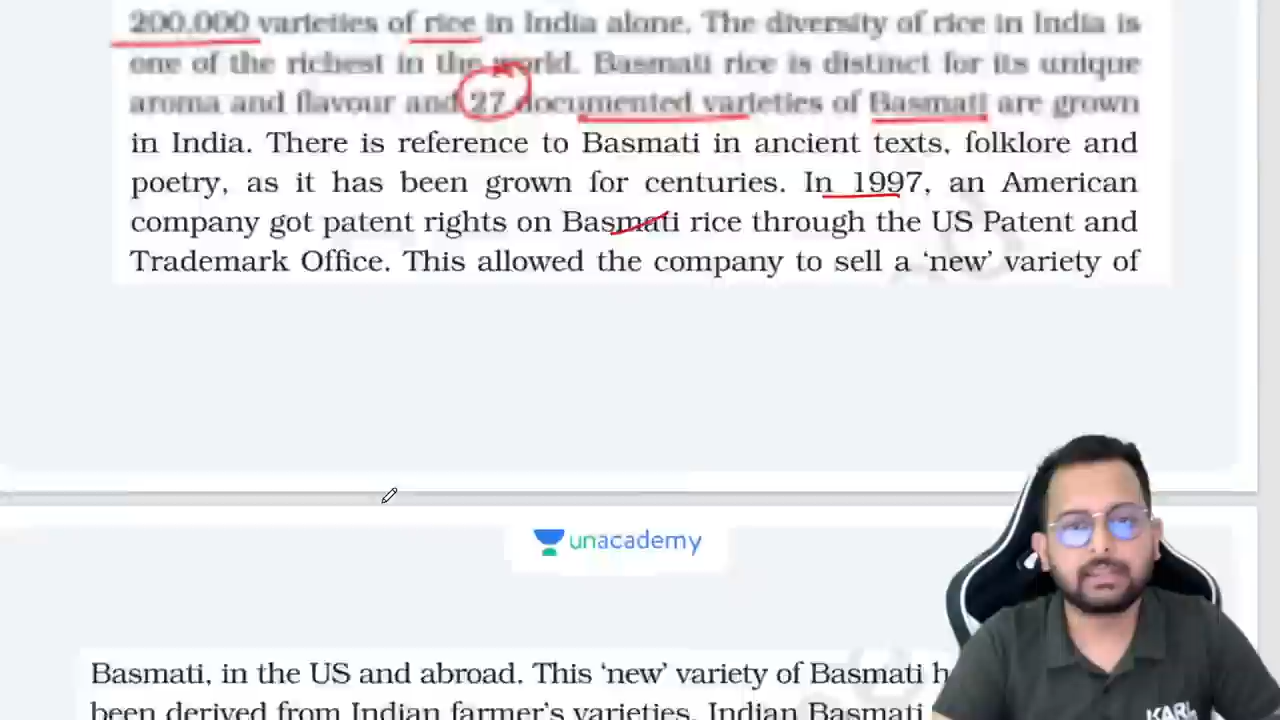 200,000 varieties of rice in India alone. The diversity of rice in India is
one of the richest in the world. Basmati rice is distinct for its unique
aroma and flavour and 27 documented varieties of Basmati are grown
in India. There is reference to Basmati in ancient texts, folklore and
poetry, as it has been grown for centuries. In 1997, an American
company got patent rights on Basmati rice through the US Patent and
Trademark Office. This allowed the company to sell a ‘new’ variety of
unacademy
Basmati, in the US and abroad. This ‘new’ variety of Basmati h
been derived from Indian farmer’s varieties. Indian Basmati
KARL